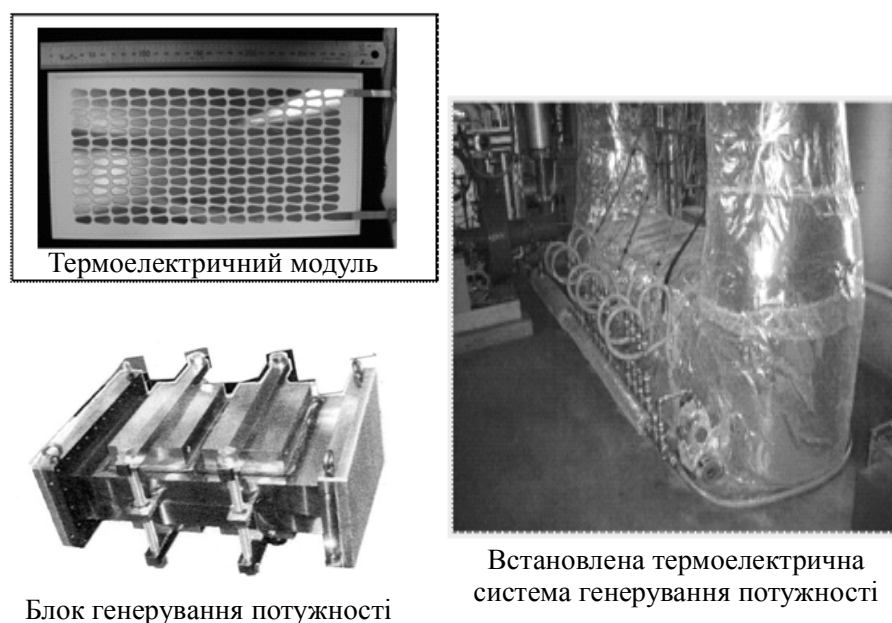 Термоелектричний модуль
Блок генерування потужності
Встановлена термоелектрична
система генерування потужності